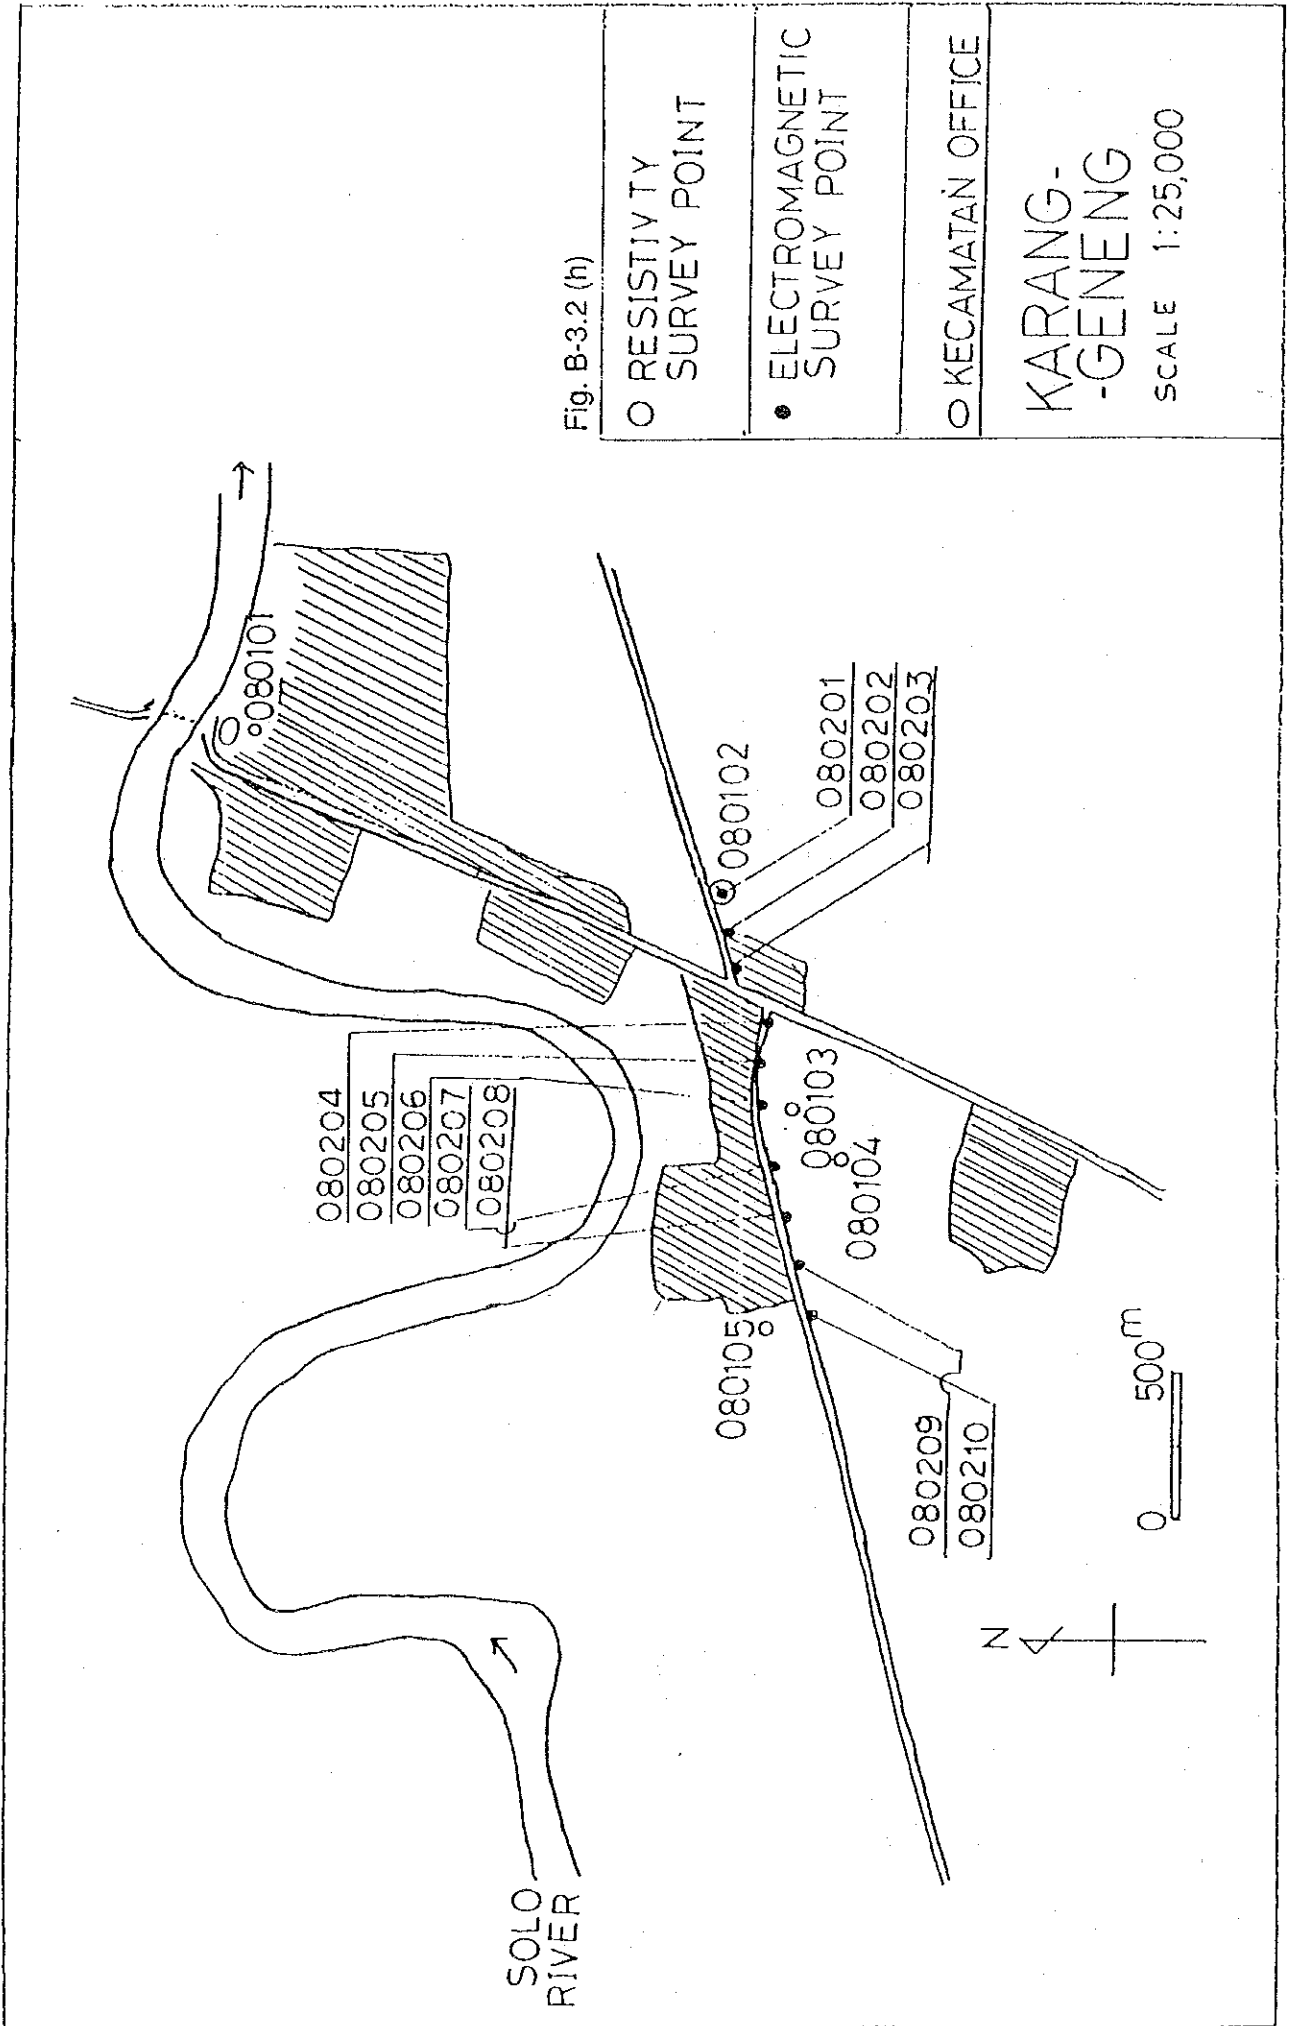 Fig. B-3.2 (h)
RESISTIVITY
SURVEY POINT
ELECTROMAGNETIC
SURVEY POINT
KECAMATAN OFFICE
KARANG-
-GENENG
SCALE 1:25,000
080101
080102
080201
080202
080203
080204
080205
080206
080207
080208
080103
080104
080105
080209
080210
0 500m
N
SOLO
RIVER